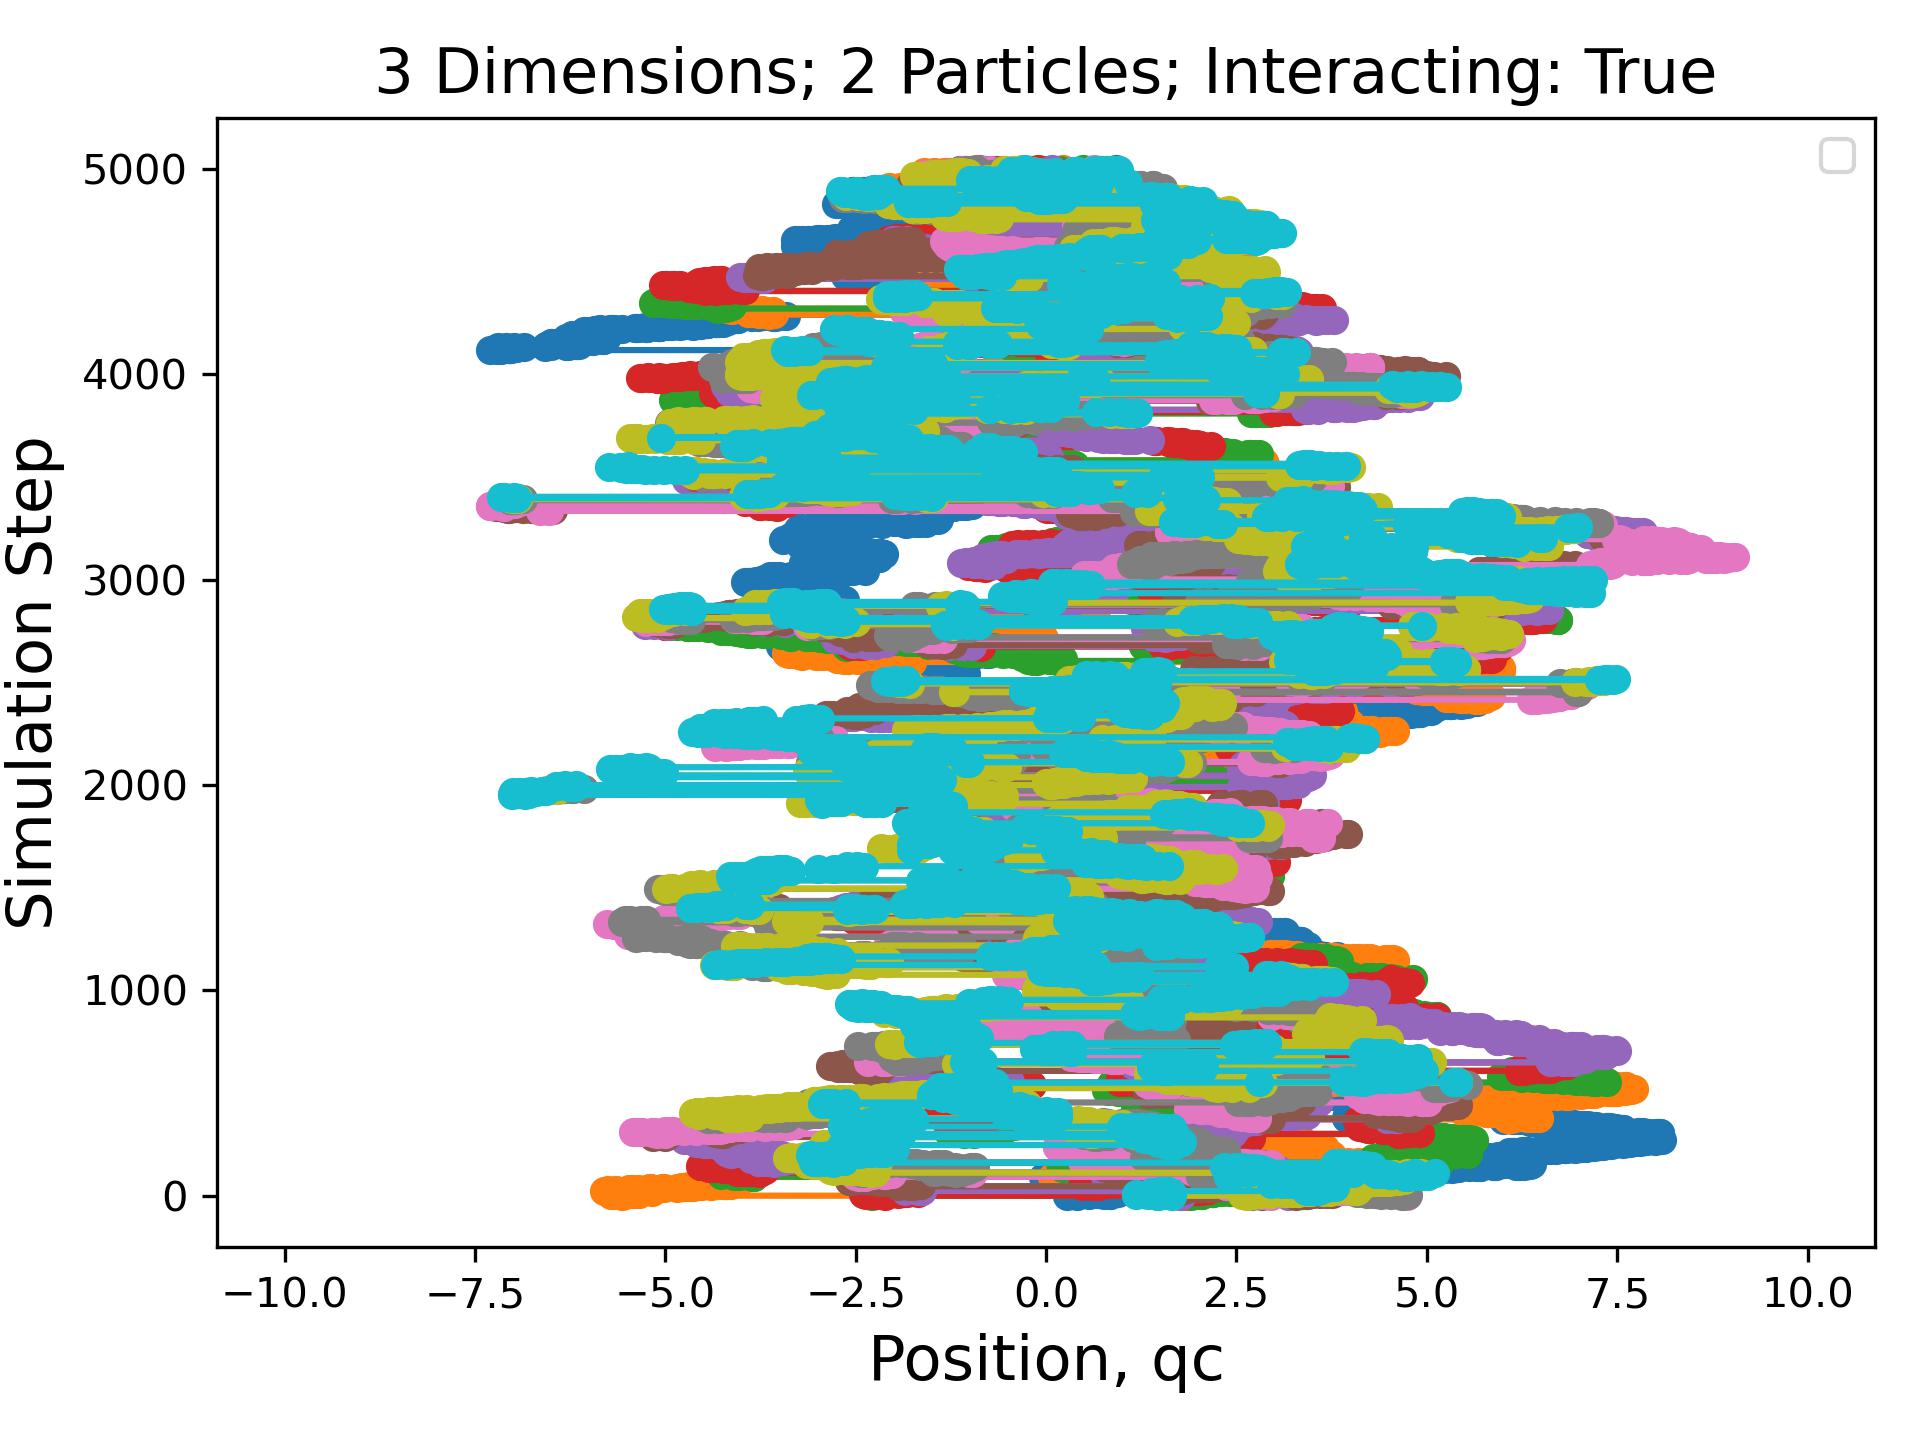 3 Dimensions; 2 Particles; Interacting: True
Simulation Step
5000
4000
3000
2000
1000
0
−10.0 −7.5 −5.0 −2.5 0.0 2.5 5.0 7.5 10.0
Position, qc